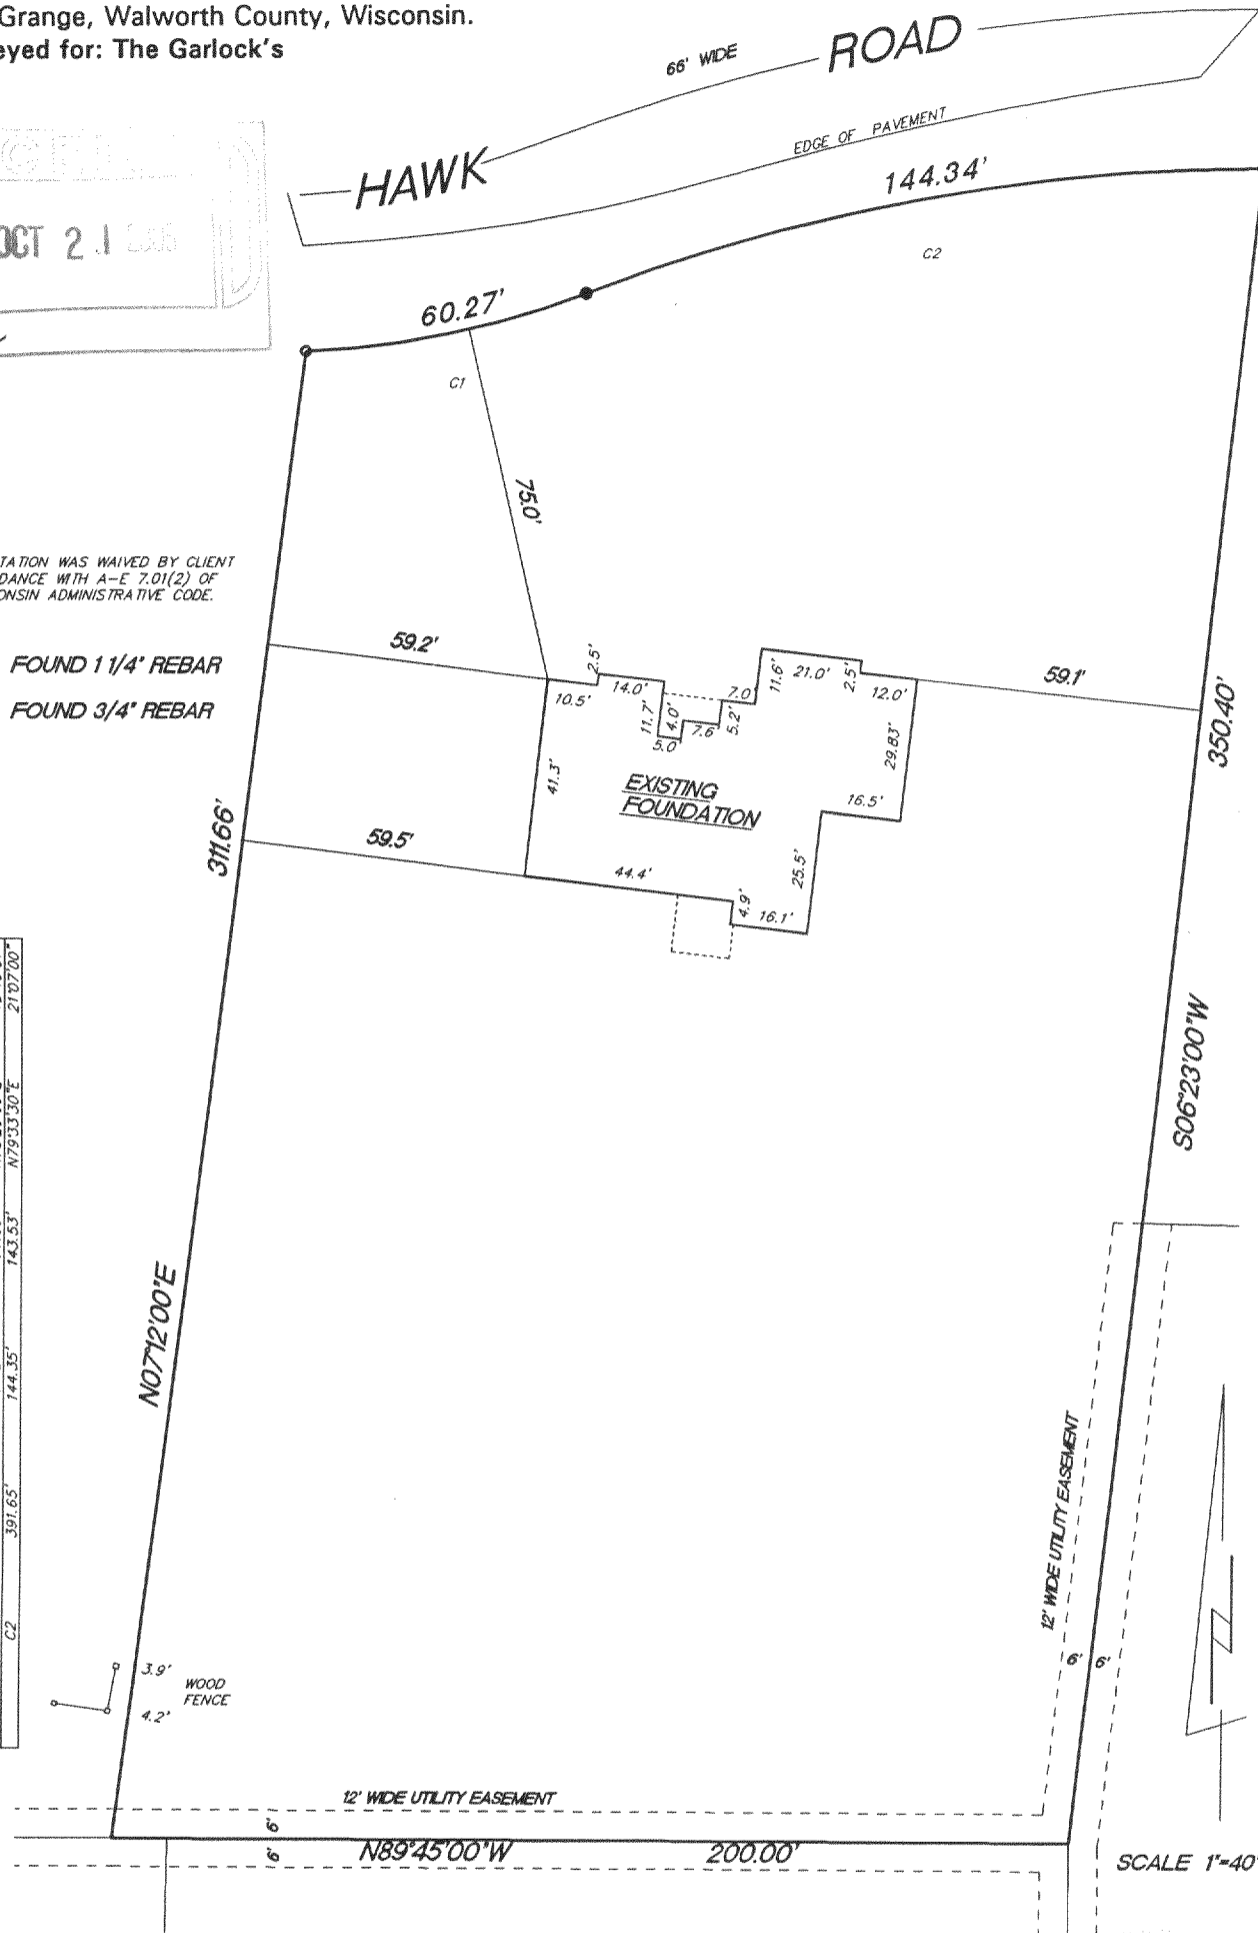 Grange, Walworth County, Wisconsin.
eyed for: The Garlock's
66' WIDE
HAWK ROAD
EDGE OF PAVEMENT
144.34'
C2
OCT 2
60.27'
C1
75.0'
TATION WAS WAIVED BY CLIENT
DANCE WITH A-E 7.01(2) OF
ONSIN ADMINISTRATIVE CODE.
FOUND 1 1/4" REBAR
FOUND 3/4" REBAR
59.2'
2.5'
10.5'
14.0'
11.7'
4.0'
5.0'
7.6'
5.2'
7.0'
11.6'
21.0'
2.5'
12.0'
59.1'
350.40'
29.83'
41.3'
EXISTING
FOUNDATION
16.5'
311.66'
59.5'
44.4'
25.5'
4.9'
16.1'
C2 391.65' 144.35' 143.53' N79°33'30"E 21°07'00"
S06°23'00"W
N07°12'00"E
12' WIDE UTILITY EASEMENT
6' 6'
3.9'
WOOD
FENCE
4.2'
12' WIDE UTILITY EASEMENT
6'
6'
N89°45'00"W 200.00'
SCALE 1"=40'